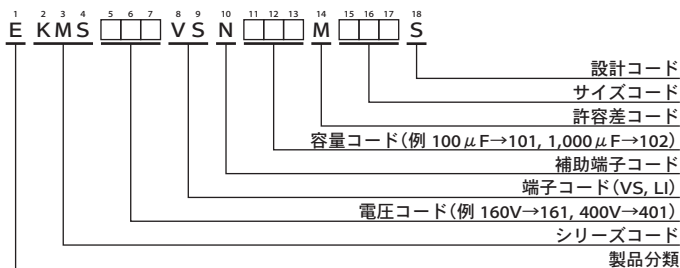 1 2 3 4 5 6 7 8 9 10 11 12 13 14 15 16 17 18
E KMS □□□ VS N □□□ M □□□ S
設計コード
サイズコード
許容差コード
容量コード(例 100μF→101, 1,000μF→102)
補助端子コード
端子コード(VS, LI)
電圧コード(例 160V→161, 400V→401)
シリーズコード
製品分類